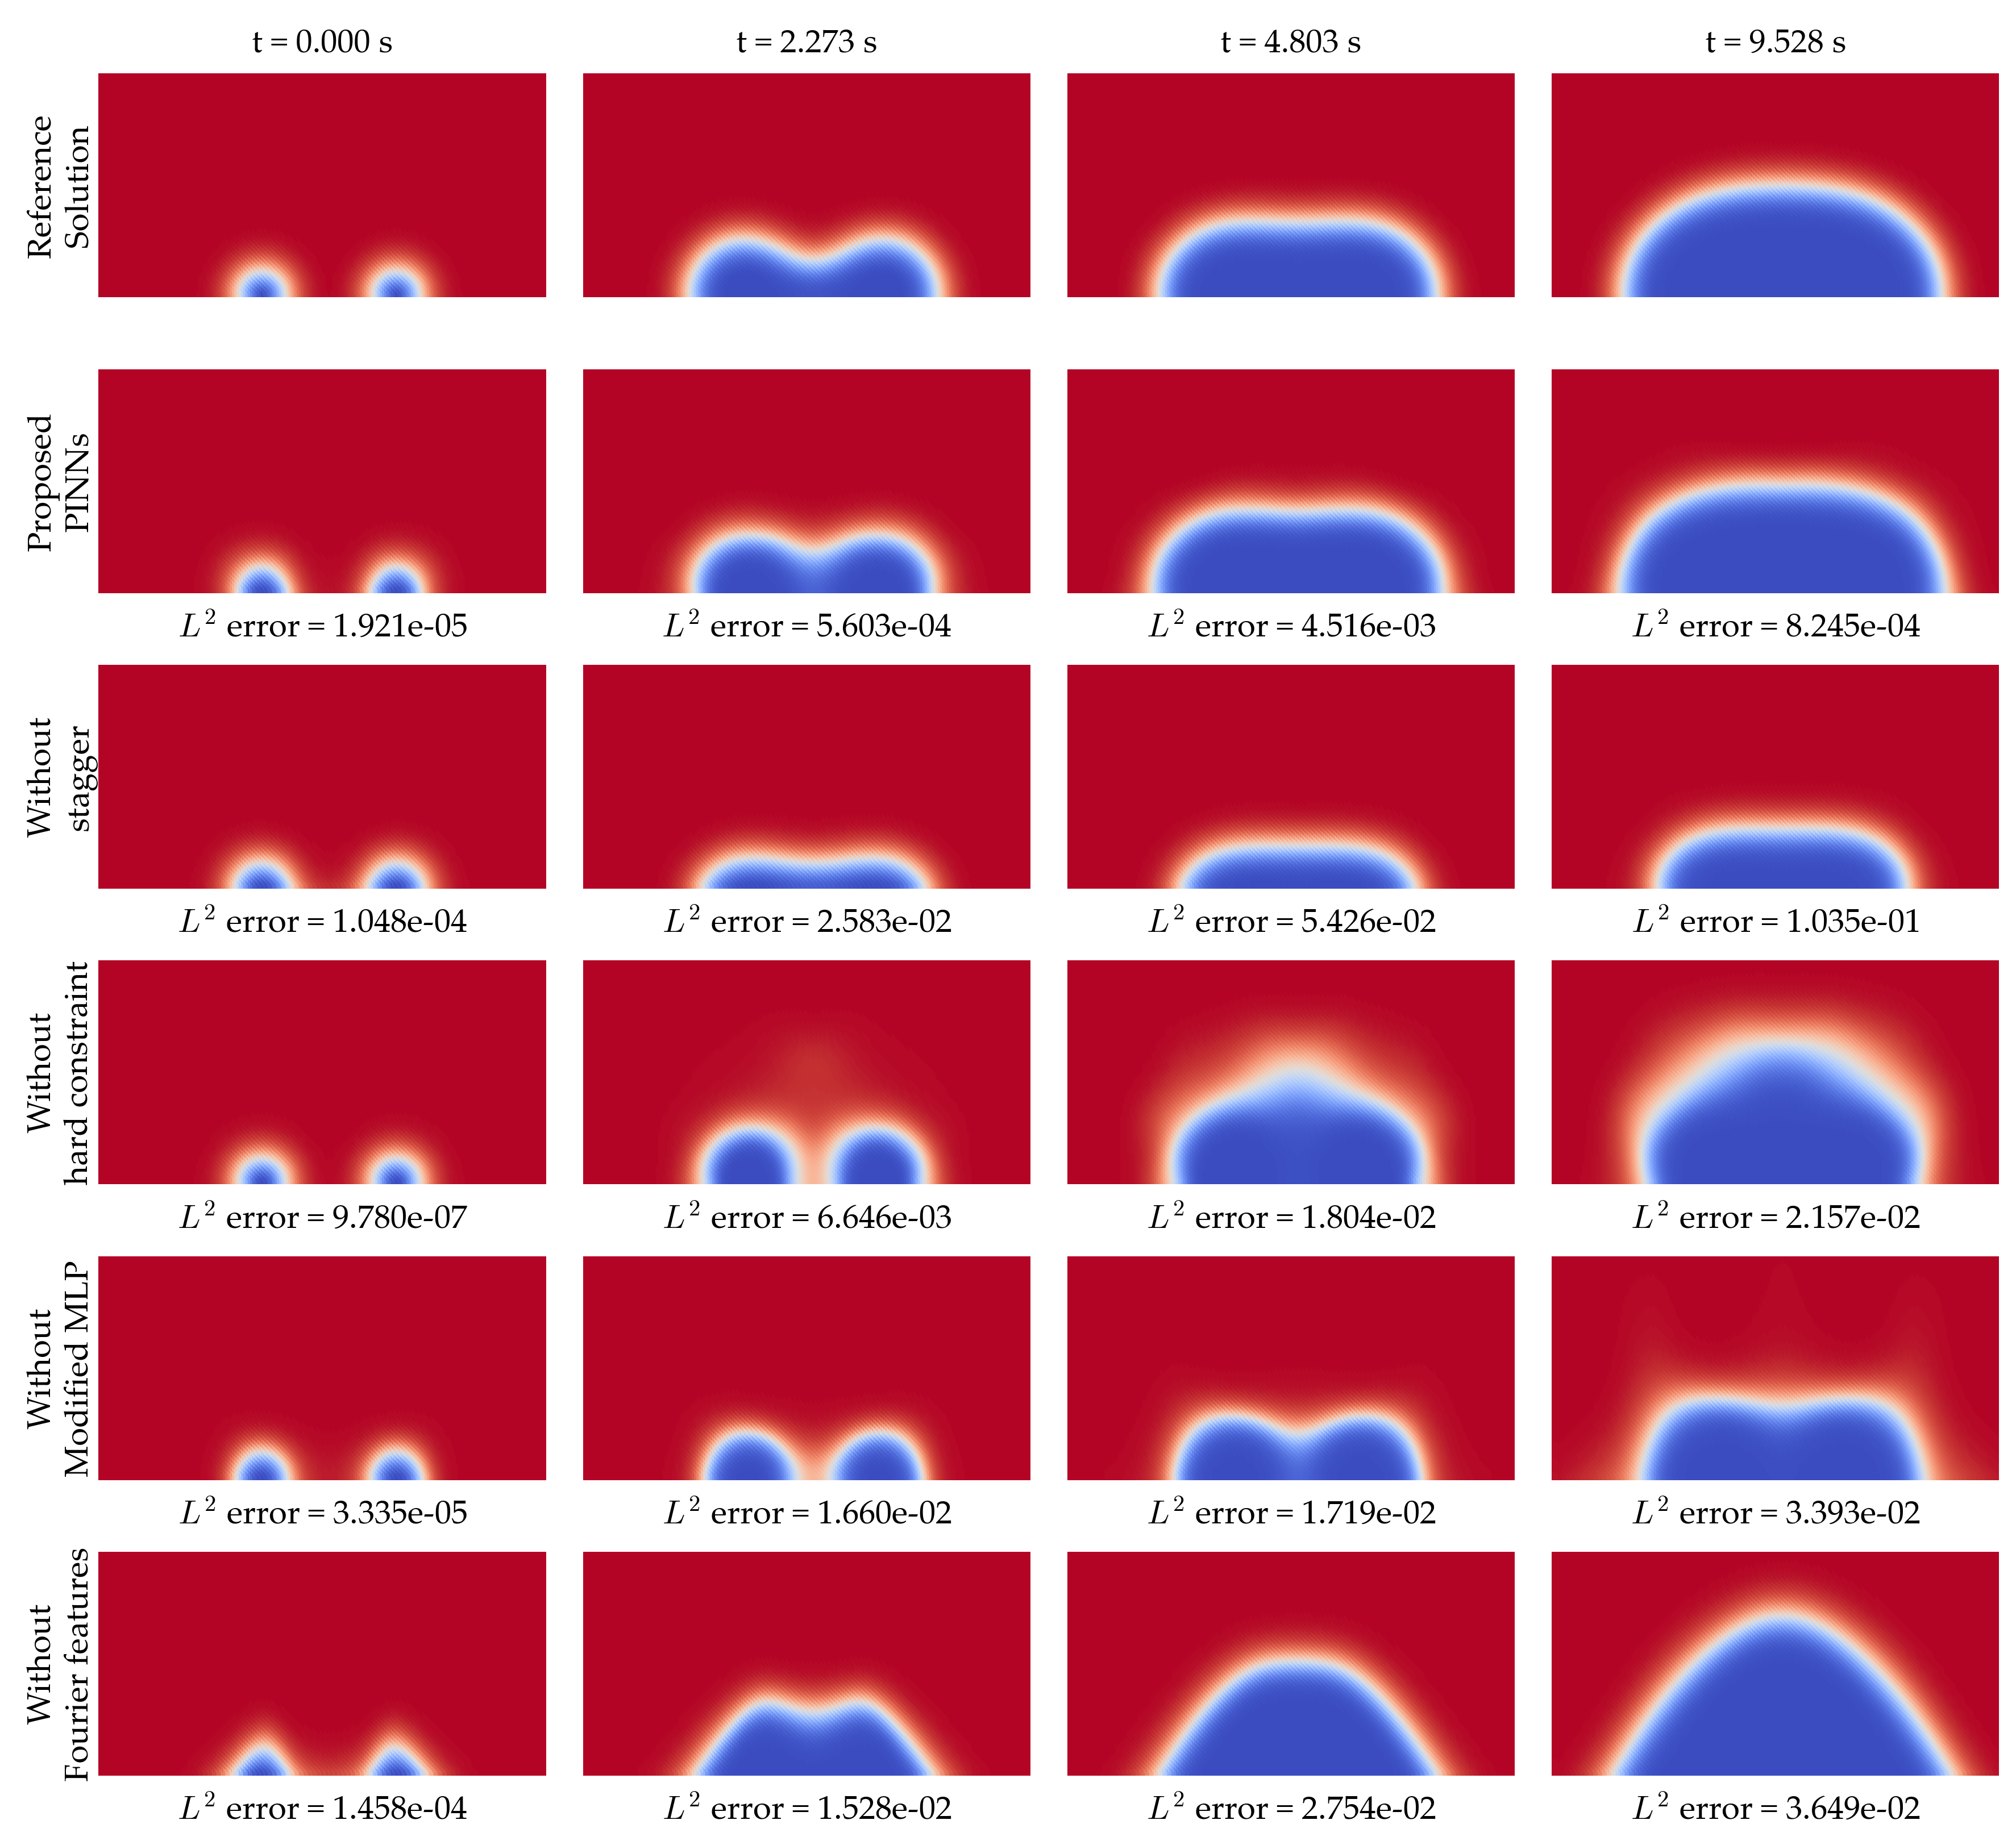 t = 0.000 s
t = 2.273 s
t = 4.803 s
t = 9.528 s
Reference
Solution
Proposed
PINNs
L² error = 1.921e-05
L² error = 5.603e-04
L² error = 4.516e-03
L² error = 8.245e-04
Without
stagger
L² error = 1.048e-04
L² error = 2.583e-02
L² error = 5.426e-02
L² error = 1.035e-01
Without
hard constraint
L² error = 9.780e-07
L² error = 6.646e-03
L² error = 1.804e-02
L² error = 2.157e-02
Without
Modified MLP
L² error = 3.335e-05
L² error = 1.660e-02
L² error = 1.719e-02
L² error = 3.393e-02
Without
Fourier features
L² error = 1.458e-04
L² error = 1.528e-02
L² error = 2.754e-02
L² error = 3.649e-02